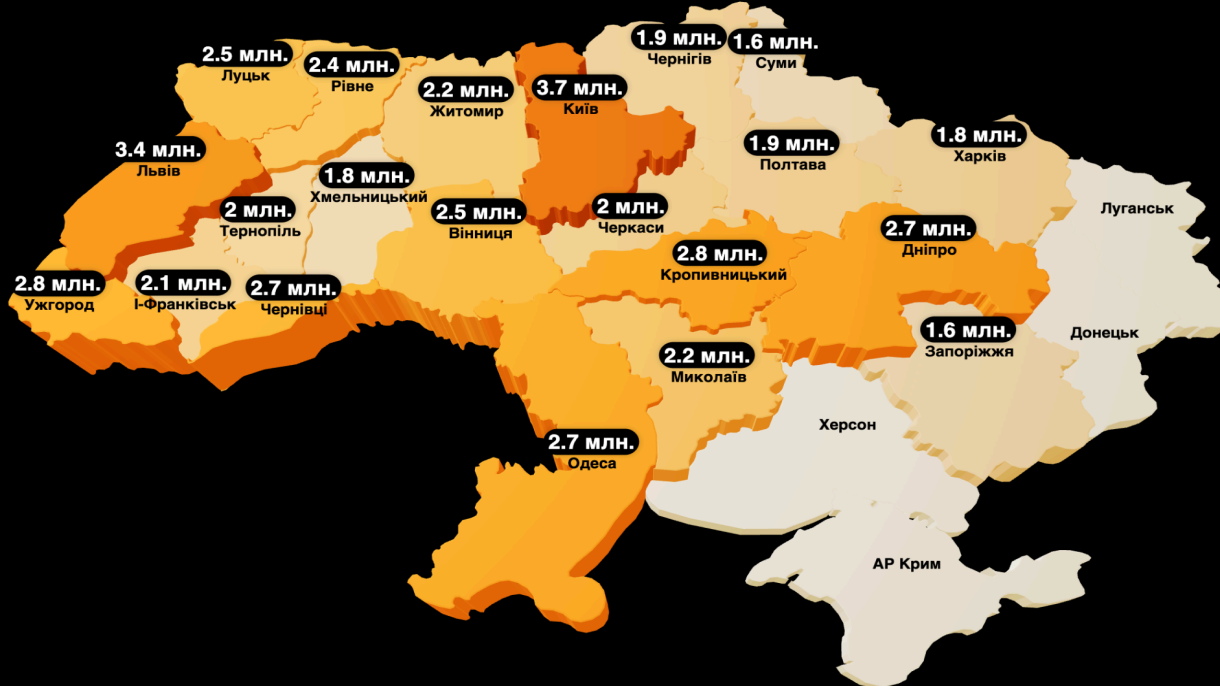 1.9 млн.
Чернігів
1.6 млн.
Суми
2.5 млн.
Луцьк
2.4 млн.
Рівне
2.2 млн.
Житомир
3.7 млн.
Київ
1.8 млн.
Харків
1.9 млн.
Полтава
3.4 млн.
Львів
1.8 млн.
Хмельницький
2 млн.
Тернопіль
2.5 млн.
Вінниця
2 млн.
Черкаси
Луганськ
2.7 млн.
Дніпро
2.8 млн.
Кропивницький
2.8 млн.
Ужгород
2.1 млн.
І-Франківськ
2.7 млн.
Чернівці
1.6 млн.
Запоріжжя
Донецьк
2.2 млн.
Миколаїв
Херсон
2.7 млн.
Одеса
АР Крим